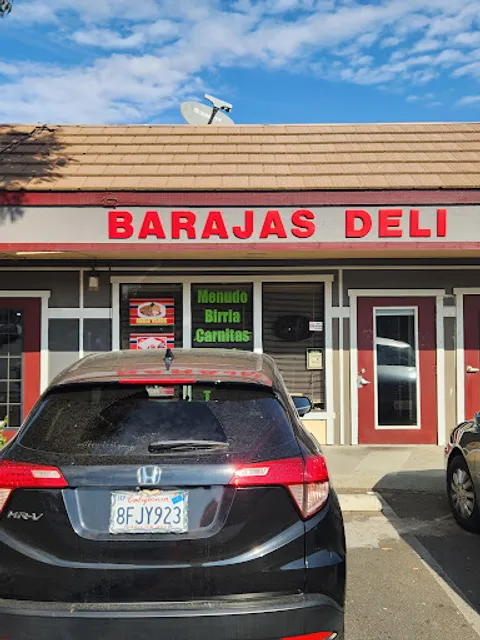 BARAJAS DELI
Menudo
Birria
Carnitas
California
8FJY923
HR-V